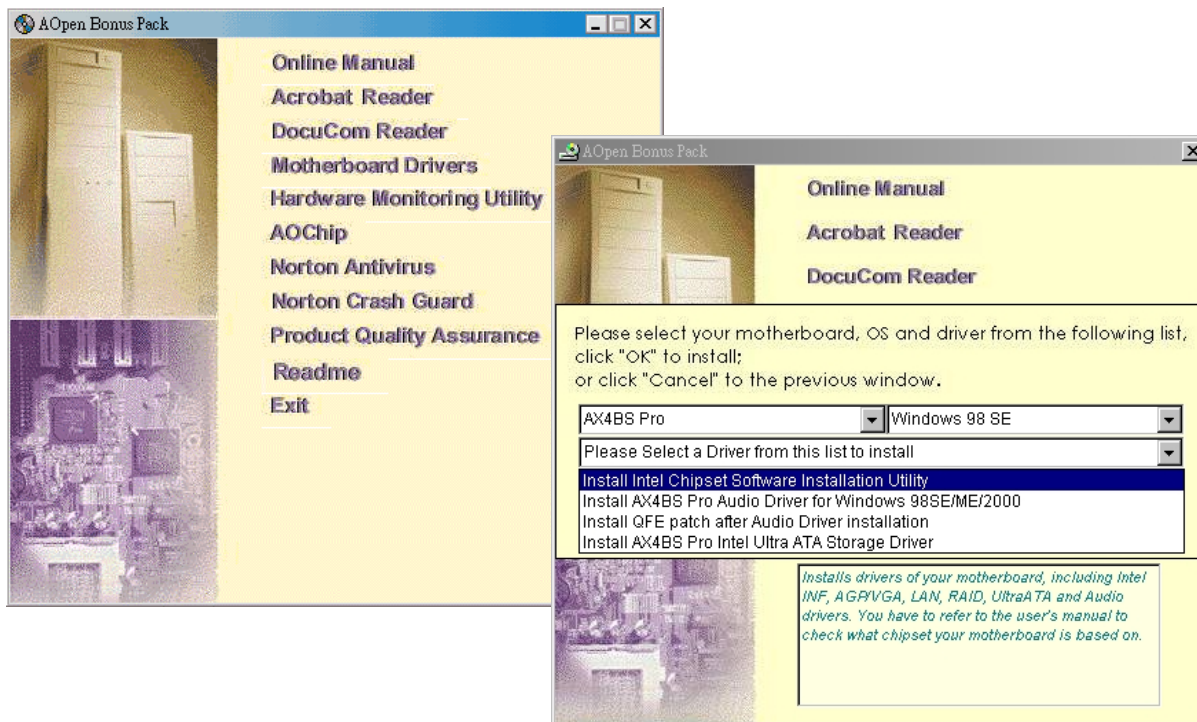 AOpen Bonus Pack
Online Manual
Acrobat Reader
DocuCom Reader
Motherboard Drivers
Hardware Monitoring Utility
AOChip
Norton Antivirus
Norton Crash Guard
Product Quality Assurance
Readme
Exit
AOpen Bonus Pack
Online Manual
Acrobat Reader
DocuCom Reader
Please select your motherboard, OS and driver from the following list,
click "OK" to install;
or click "Cancel" to the previous window.
AX4BS Pro
Windows 98 SE
Please Select a Driver from this list to install
Install Intel Chipset Software Installation Utility
Install AX4BS Pro Audio Driver for Windows 98SE/ME/2000
Install QFE patch after Audio Driver installation
Install AX4BS Pro Intel Ultra ATA Storage Driver
Installs drivers of your motherboard, including Intel
INF, AGP/VGA, LAN, RAID, UltraATA and Audio
drivers. You have to refer to the user's manual to
check what chipset your motherboard is based on.